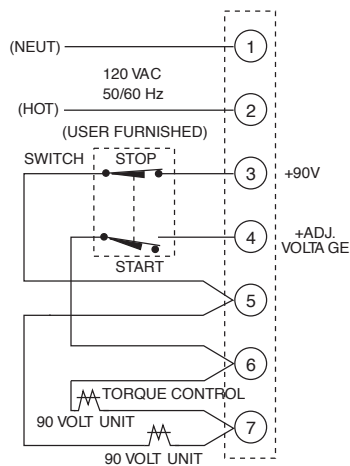 (NEUT)
1
120 VAC
50/60 Hz
(HOT)
2
(USER FURNISHED)
SWITCH
STOP
3
+90V
4
+ADJ.
VOLTA GE
START
5
6
TORQUE CONTROL
90 VOLT UNIT
7
90 VOLT UNIT